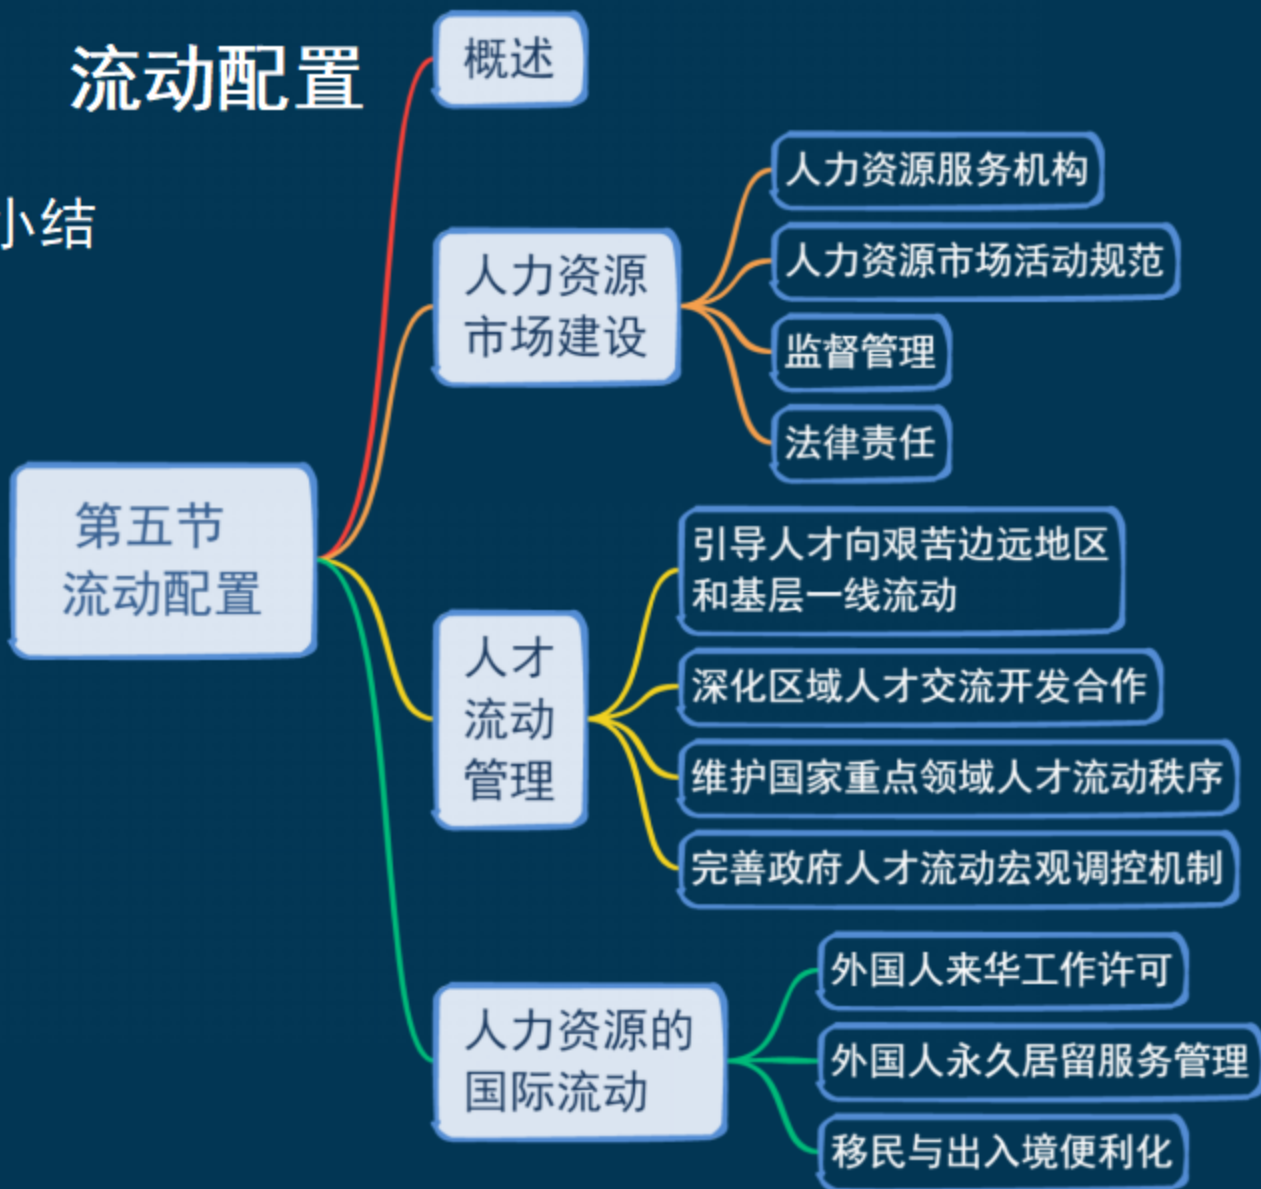 流动配置
小结
第五节
流动配置
概述
人力资源
市场建设
人力资源服务机构
人力资源市场活动规范
监督管理
法律责任
人才
流动
管理
引导人才向艰苦边远地区
和基层一线流动
深化区域人才交流开发合作
维护国家重点领域人才流动秩序
完善政府人才流动宏观调控机制
人力资源的
国际流动
外国人来华工作许可
外国人永久居留服务管理
移民与出入境便利化